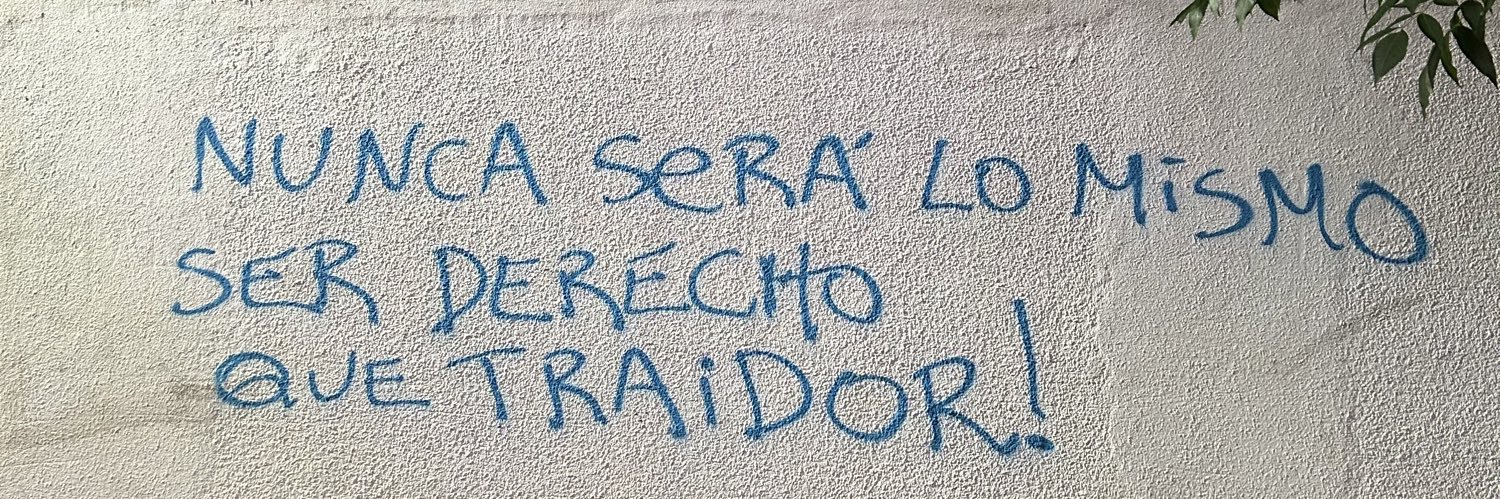 NUNCA SeRÁ LO MiSMO
SER DERECHO
QUE TRAiDOR!